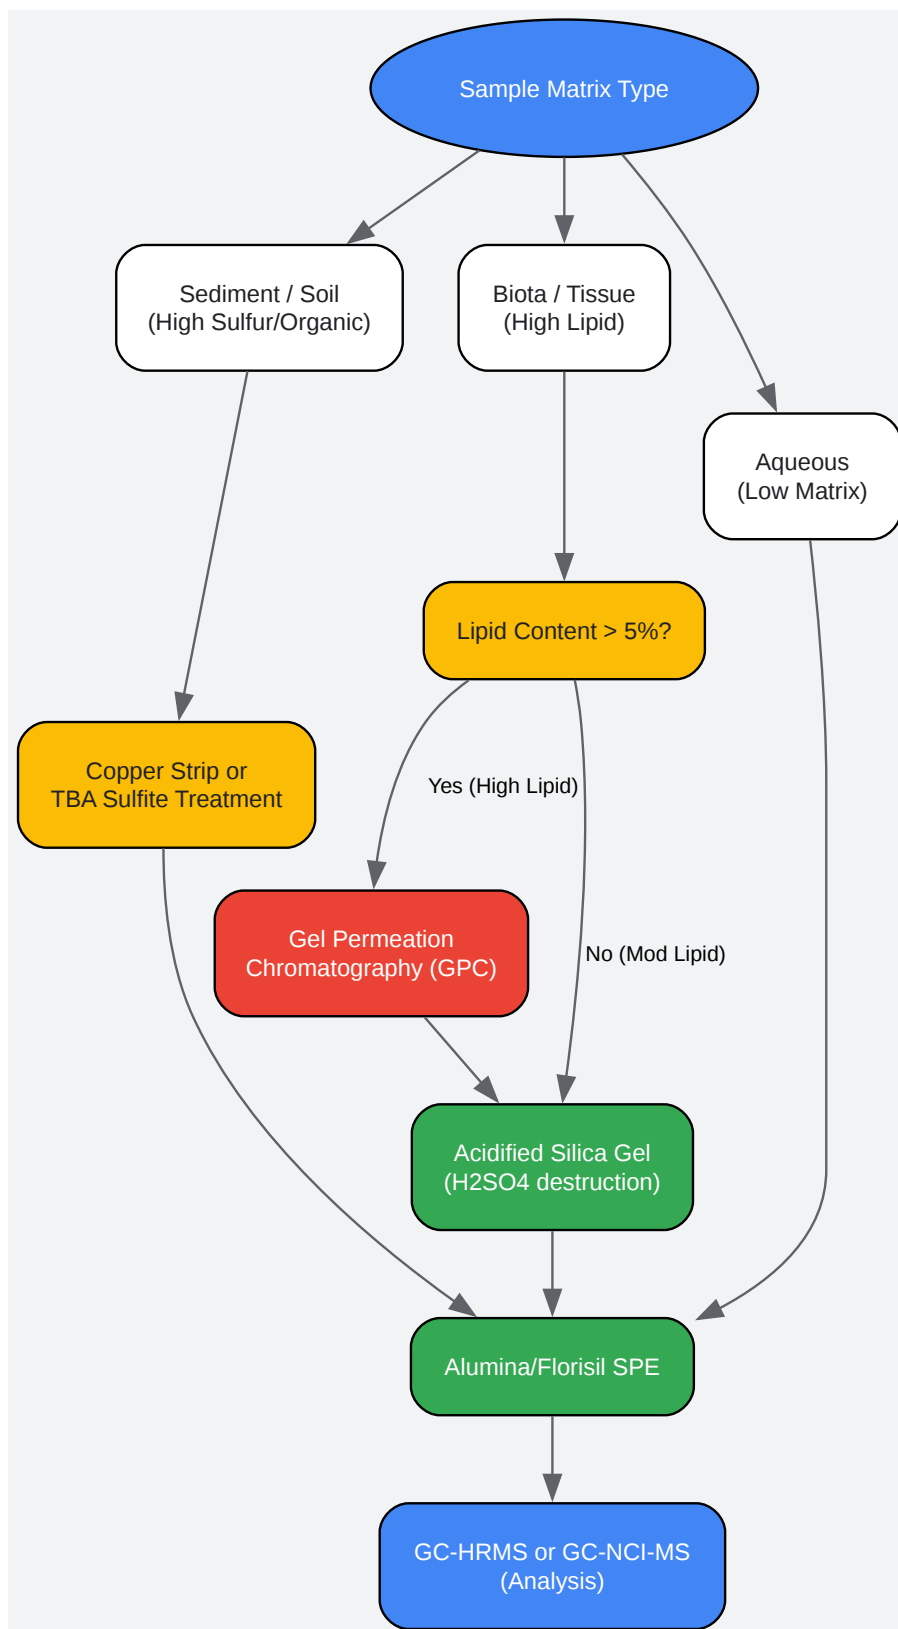 Sample Matrix Type
Sediment / Soil
(High Sulfur/Organic)
Biota / Tissue
(High Lipid)
Aqueous
(Low Matrix)
Lipid Content > 5%?
Copper Strip or
TBA Sulfite Treatment
Yes (High Lipid)
Gel Permeation
Chromatography (GPC)
No (Mod Lipid)
Acidified Silica Gel
(H2SO4 destruction)
Alumina/Florisil SPE
GC-HRMS or GC-NCI-MS
(Analysis)